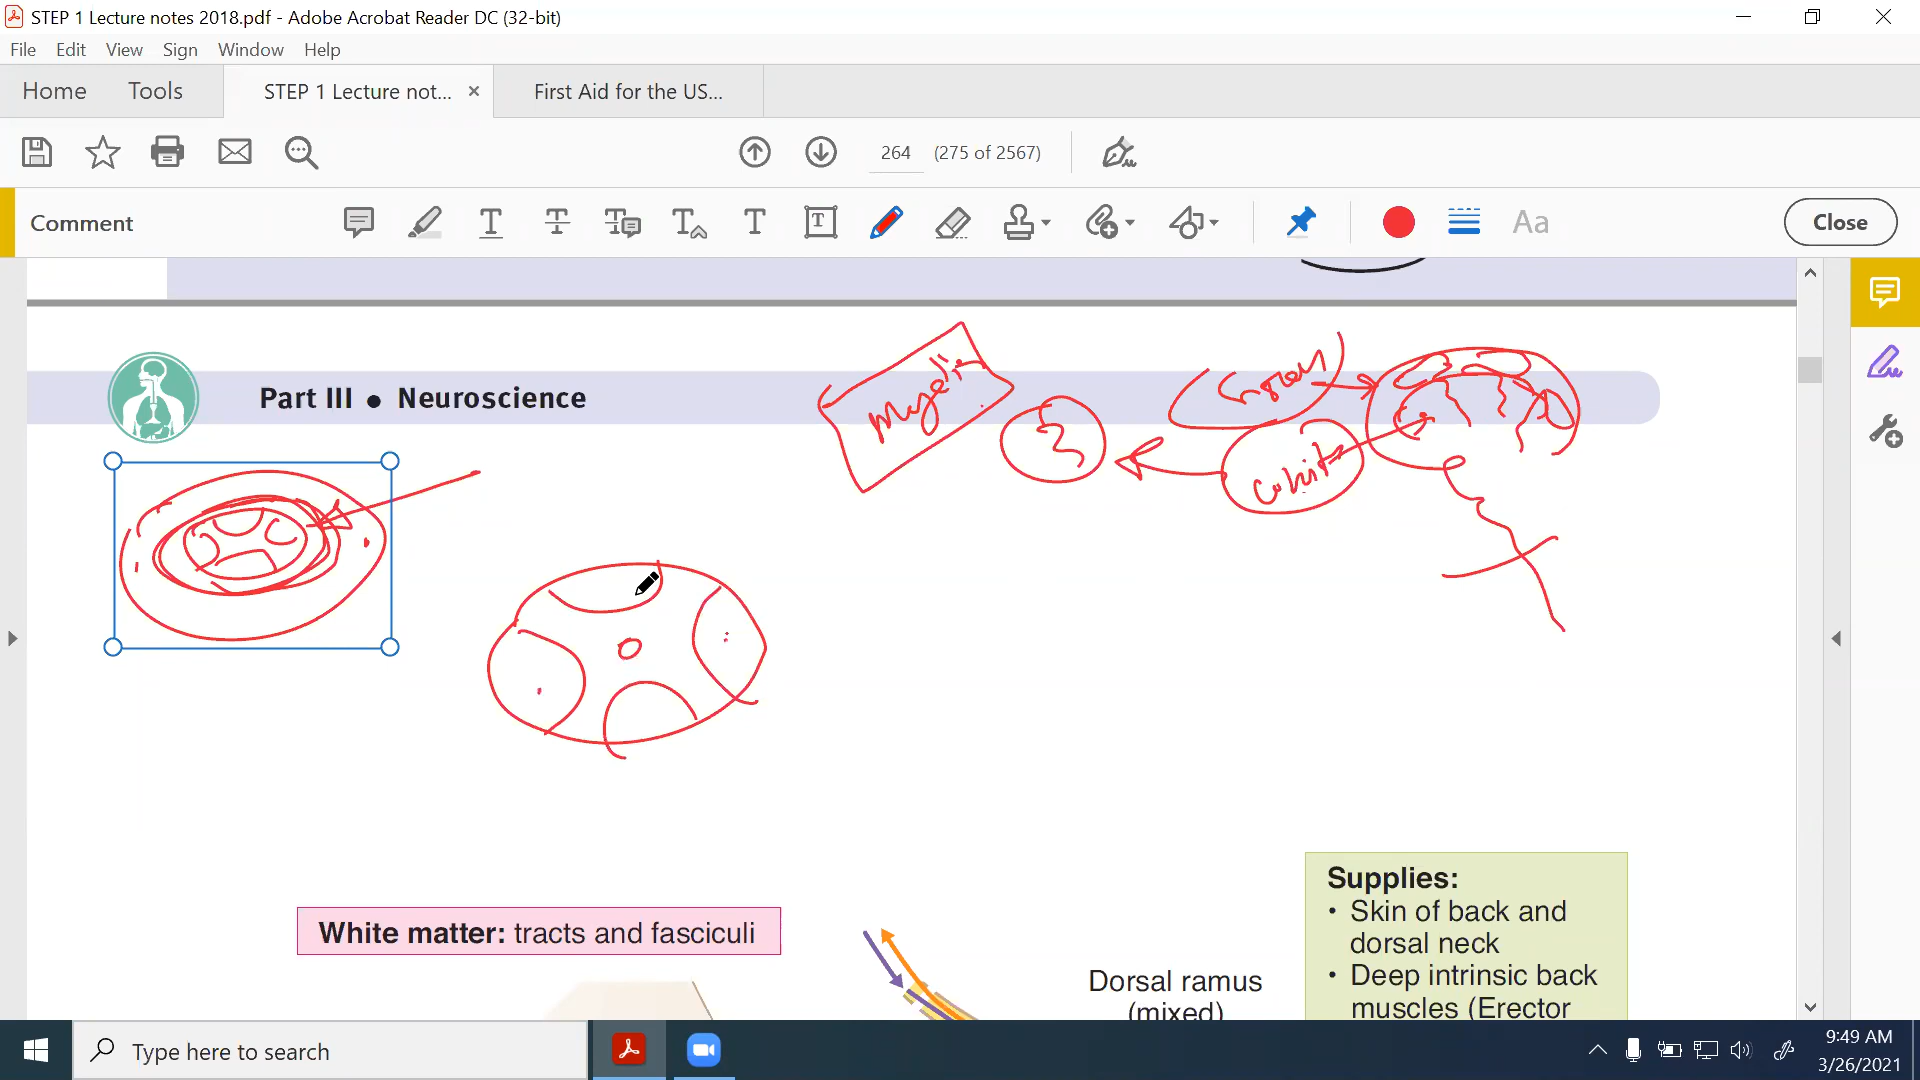 STEP 1 Lecture notes 2018.pdf - Adobe Acrobat Reader DC (32-bit)
File Edit View Sign Window Help
Home Tools STEP 1 Lecture not... × First Aid for the US...
264 (275 of 2567)
Comment Aa Close
Part III • Neuroscience
Gray
White
3
White matter: tracts and fasciculi
Dorsal ramus
(mixed)
Supplies:
• Skin of back and
dorsal neck
• Deep intrinsic back
muscles (Erector
Type here to search
9:49 AM
3/26/2021